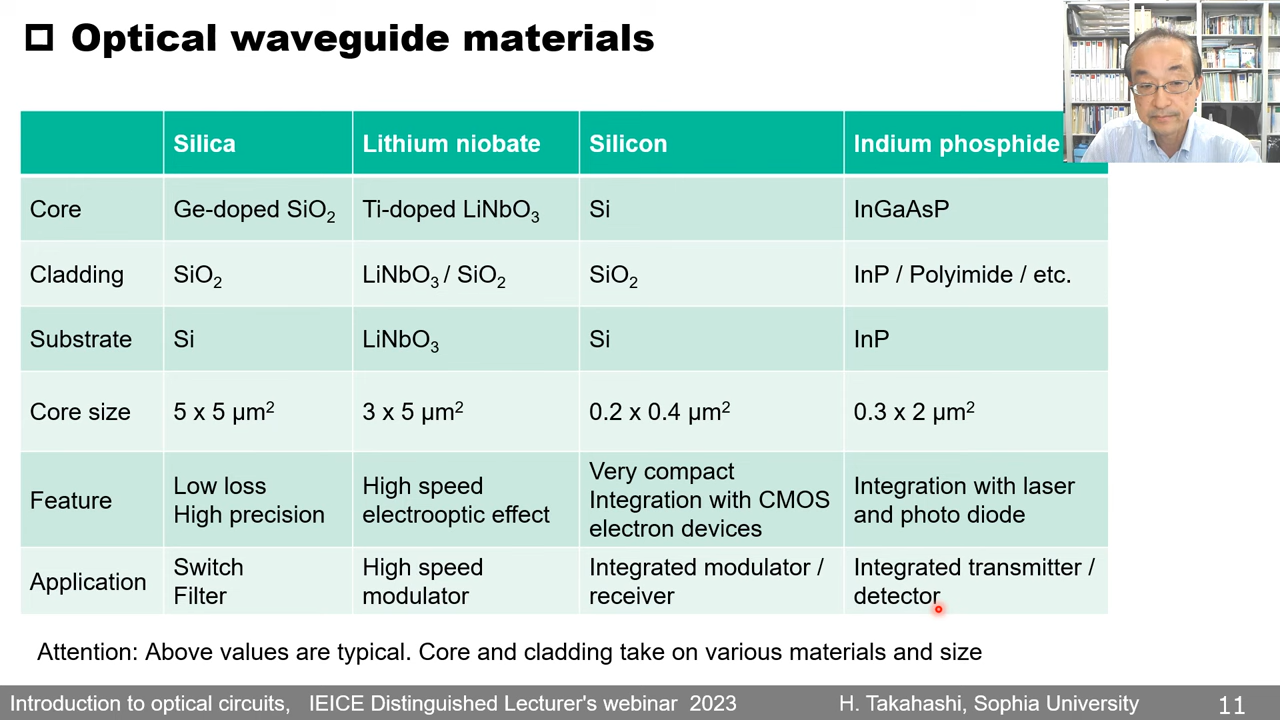 Optical waveguide materials
Silica Lithium niobate Silicon Indium phosphide
Core Ge-doped SiO₂ Ti-doped LiNbO₃ Si InGaAsP
Cladding SiO₂ LiNbO₃ / SiO₂ SiO₂ InP / Polyimide / etc.
Substrate Si LiNbO₃ Si InP
Core size 5 x 5 µm² 3 x 5 µm² 0.2 x 0.4 µm² 0.3 x 2 µm²
Feature
Low loss
High precision
High speed
electrooptic effect
Very compact
Integration with CMOS
electron devices
Integration with laser
and photo diode
Application
Switch
Filter
High speed
modulator
Integrated modulator /
receiver
Integrated transmitter /
detector
Attention: Above values are typical. Core and cladding take on various materials and size
Introduction to optical circuits, IEICE Distinguished Lecturer's webinar 2023 H. Takahashi, Sophia University 11